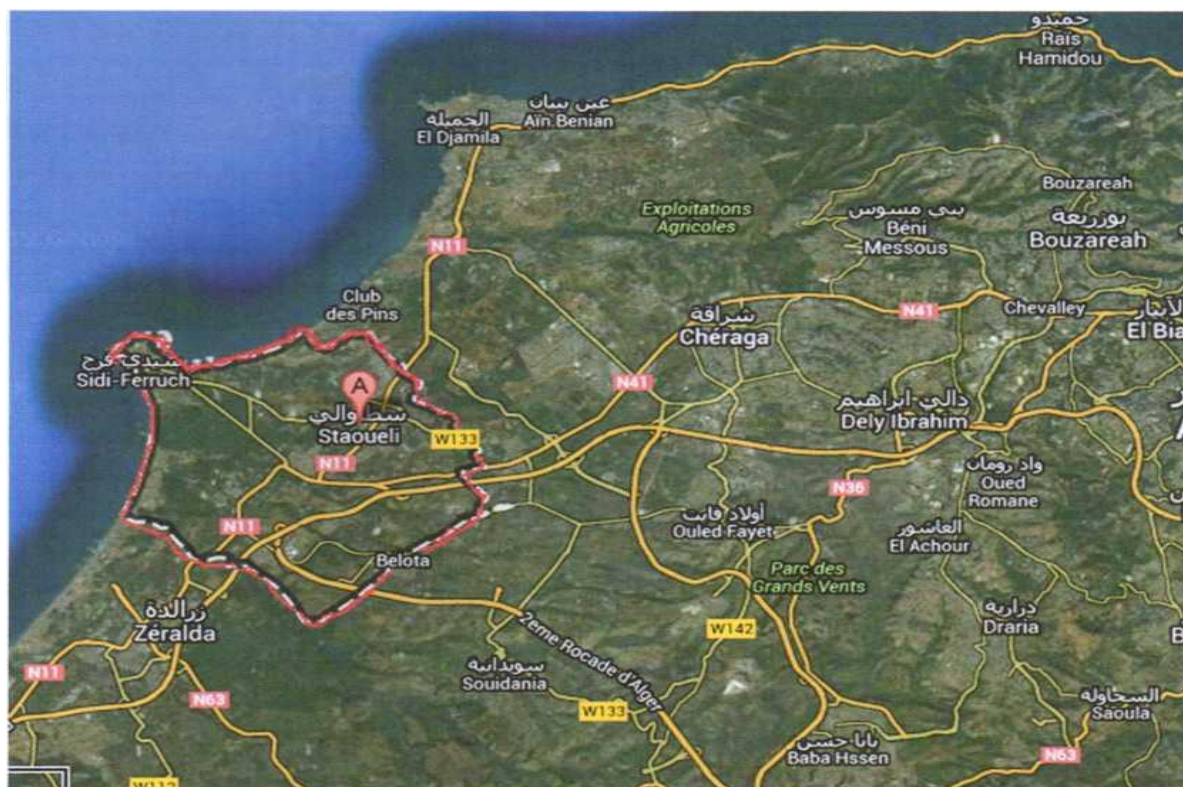 حميدو
Raïs
Hamidou
عين بنيان
Aïn Benian
الجميلة
El Djamila
Bouzareah
Exploitations
Agricoles
بني مسوس
Béni
Messous
بوزريعة
Bouzareah
N11
Club
des Pins
N41
Chevalley
الأبيار
El Bia
شراقة
Chéraga
سيدي فرج
Sidi-Ferruch
A
N41
دالي ابراهيم
Dely Ibrahim
سطاوالي
Staoueli
W133
N11
واد رومان
Oued
Romane
N36
N11
أولاد فايت
Ouled Fayet
العاشور
El Achour
Belota
Parc des
Grands Vents
زرالدة
Zéralda
درارية
Draria
2eme Rocade d'Alger
W142
سويدانية
Souidania
N11
N63
W133
السحاولة
Saoula
بابا حسن
Baba Hssen
N63
W112